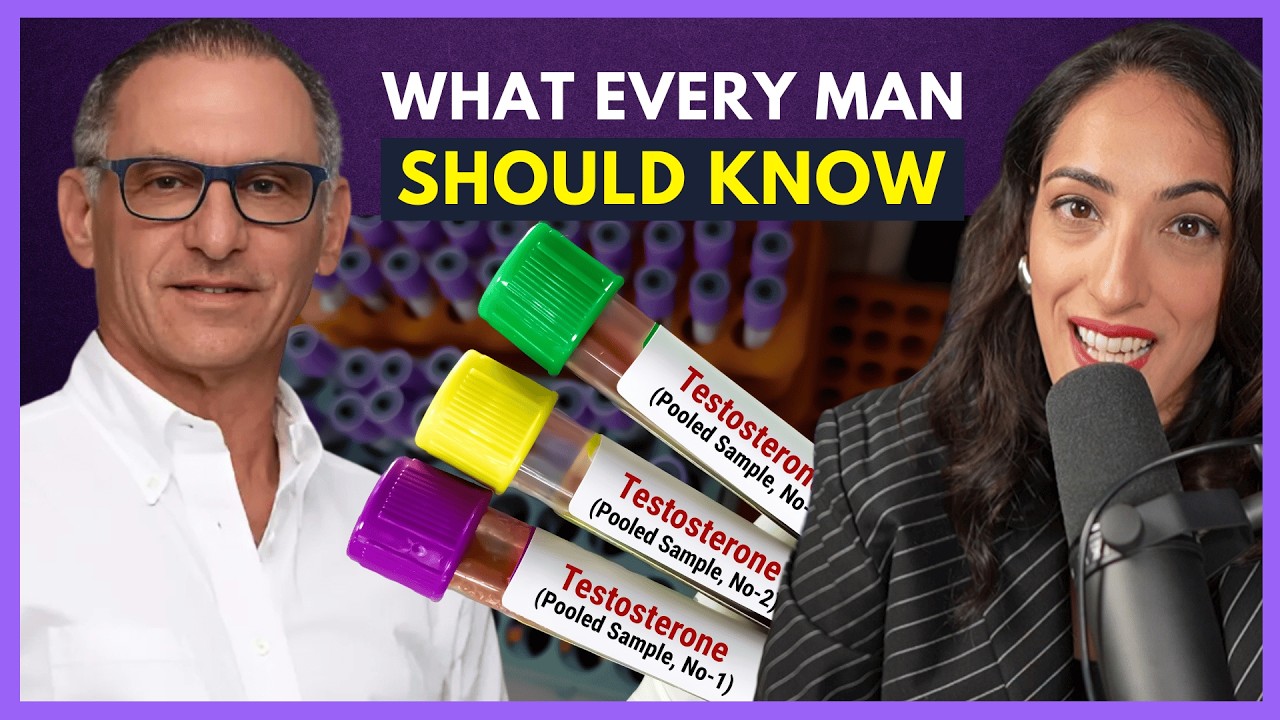 WHAT EVERY MAN
SHOULD KNOW
Testosteron
(Pooled Sample, No-
Testosterone
(Pooled Sample, No-2)
Testosterone
(Pooled Sample, No-1)